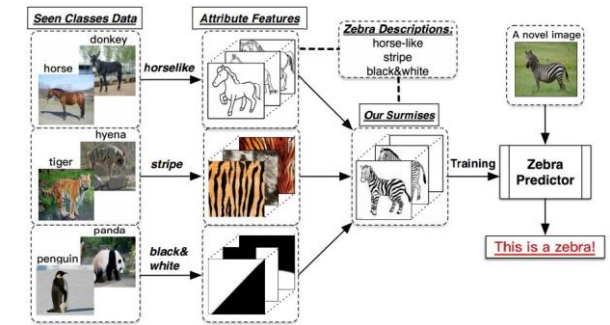 Seen Classes Data
Attribute Features
Zebra Descriptions:
horse-like
stripe
black&white
A novel image
donkey
horse
horselike
Our Surmises
hyena
tiger
stripe
Training
Zebra
Predictor
panda
penguin
black&
white
This is a zebra!